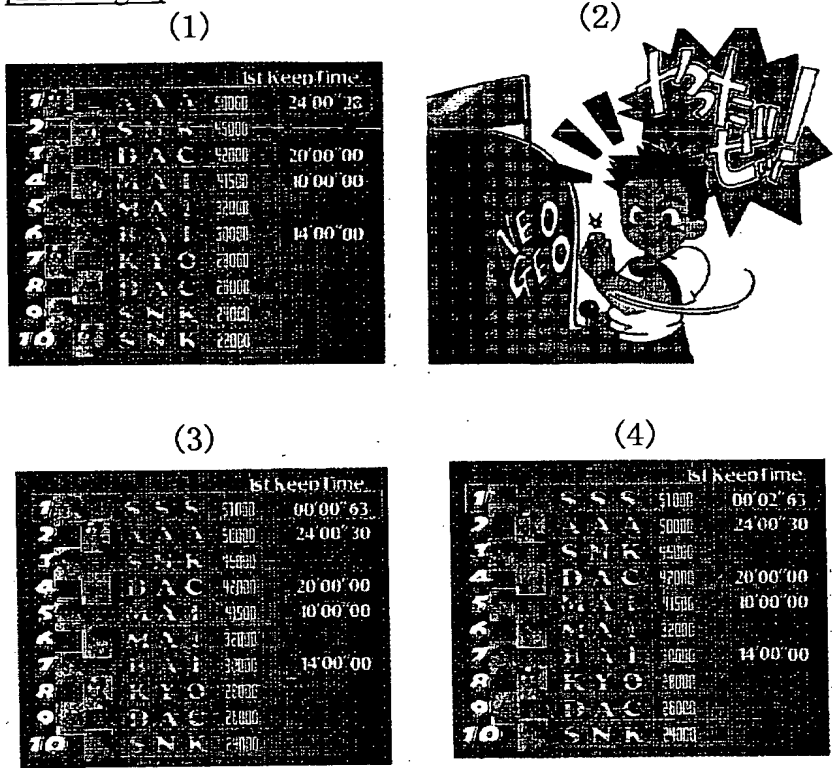 (1)
1st Keep Time
1 A A A 50000 24'00"28
2 S N K 45000
3 D A C 42000 20'00"00
4 M A I 41500 10'00"00
5 M A I 32000
6 H A I 30000 14'00"00
7 K Y O 28000
8 D A C 26000
9 S N K 24000
10 S N K 22000
(2)
やったぜ!!
NEO
GEO
(3)
1st Keep Time
1 S S S 51000 00'00"63
2 A A A 50000 24'00"30
3 S N K 45000
4 D A C 42000 20'00"00
5 M A I 41500 10'00"00
6 M A I 32000
7 H A I 30000 14'00"00
8 K Y O 28000
9 D A C 26000
10 S N K 24000
(4)
1st Keep Time
1 S S S 51000 00'02"63
2 A A A 50000 24'00"30
3 S N K 45000
4 D A C 42000 20'00"00
5 M A I 41500 10'00"00
6 M A I 32000
7 H A I 30000 14'00"00
8 K Y O 28000
9 D A C 26000
10 S N K 24000